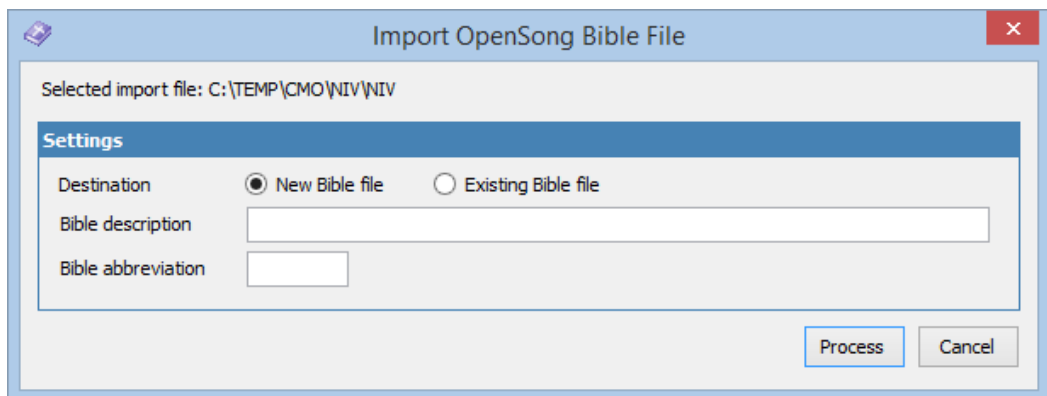 Import OpenSong Bible File
Selected import file: C:\TEMP\CMO\NIV\NIV
Settings
Destination New Bible file Existing Bible file
Bible description
Bible abbreviation
Process Cancel